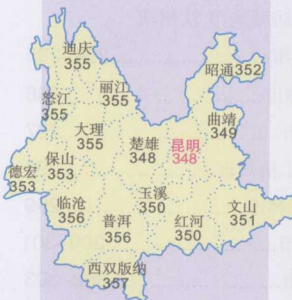 迪庆
355
昭通352
丽江
355
怒江
355
曲靖
349
大理
355
楚雄
348
昆明
348
保山
353
德宏
353
玉溪
350
临沧
356
文山
351
普洱
356
红河
350
西双版纳
357